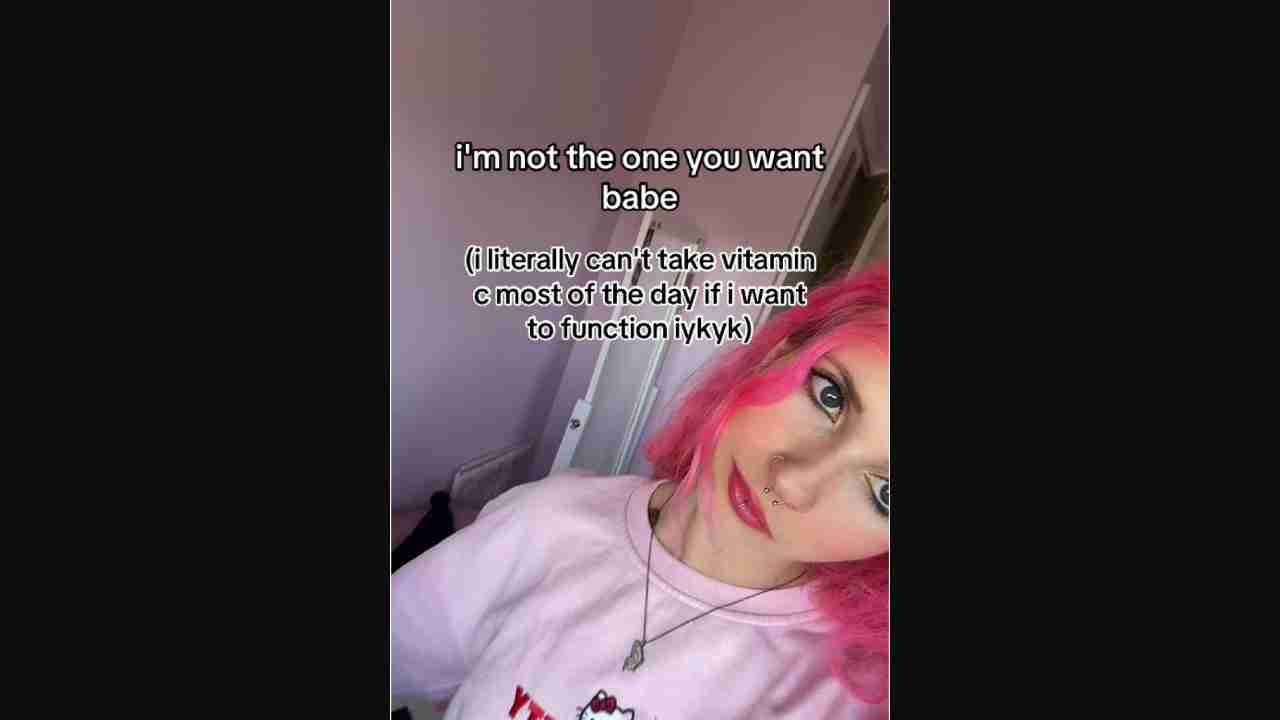 i'm not the one you want
babe
(i literally can't take vitamin
c most of the day if i want
to function iykyk)